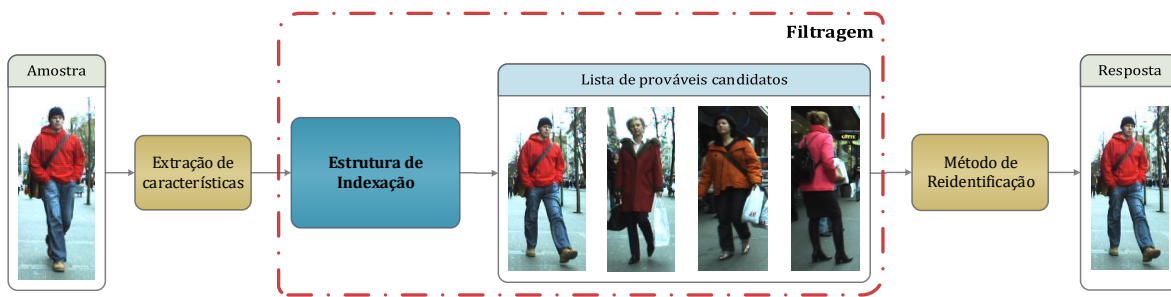 Filtragem
Amostra
Extração de
características
Estrutura de
Indexação
Lista de prováveis candidatos
Método de
Reidentificação
Resposta